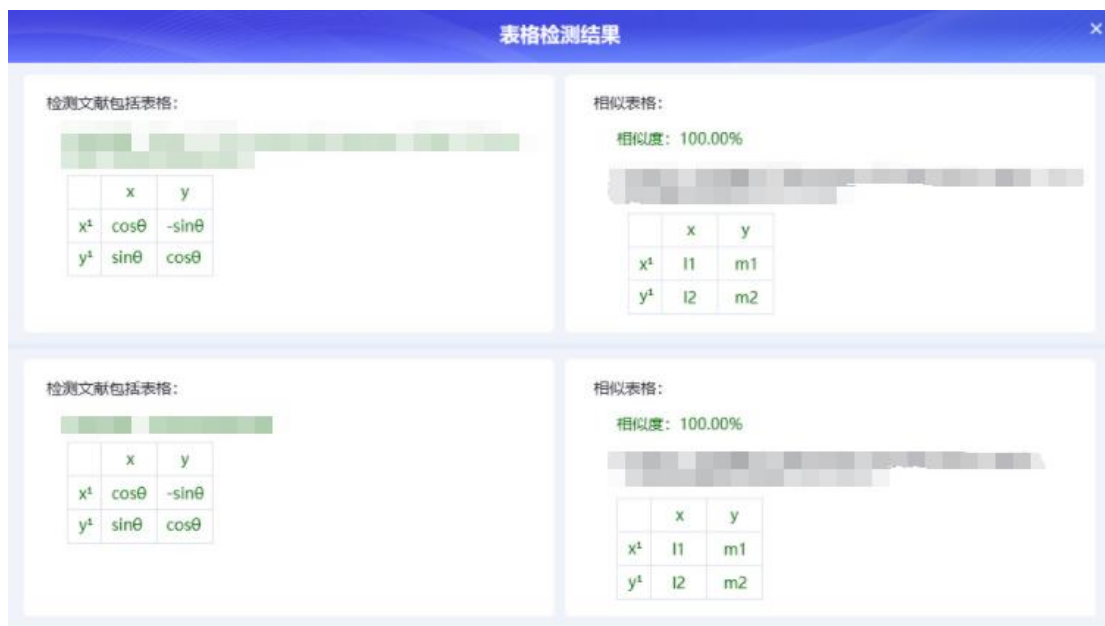 表格检测结果 ×
检测文献包括表格：
x y
x¹ cosθ -sinθ
y¹ sinθ cosθ
相似表格：
相似度：100.00%
x y
x¹ l1 m1
y¹ l2 m2
检测文献包括表格：
x y
x¹ cosθ -sinθ
y¹ sinθ cosθ
相似表格：
相似度：100.00%
x y
x¹ l1 m1
y¹ l2 m2